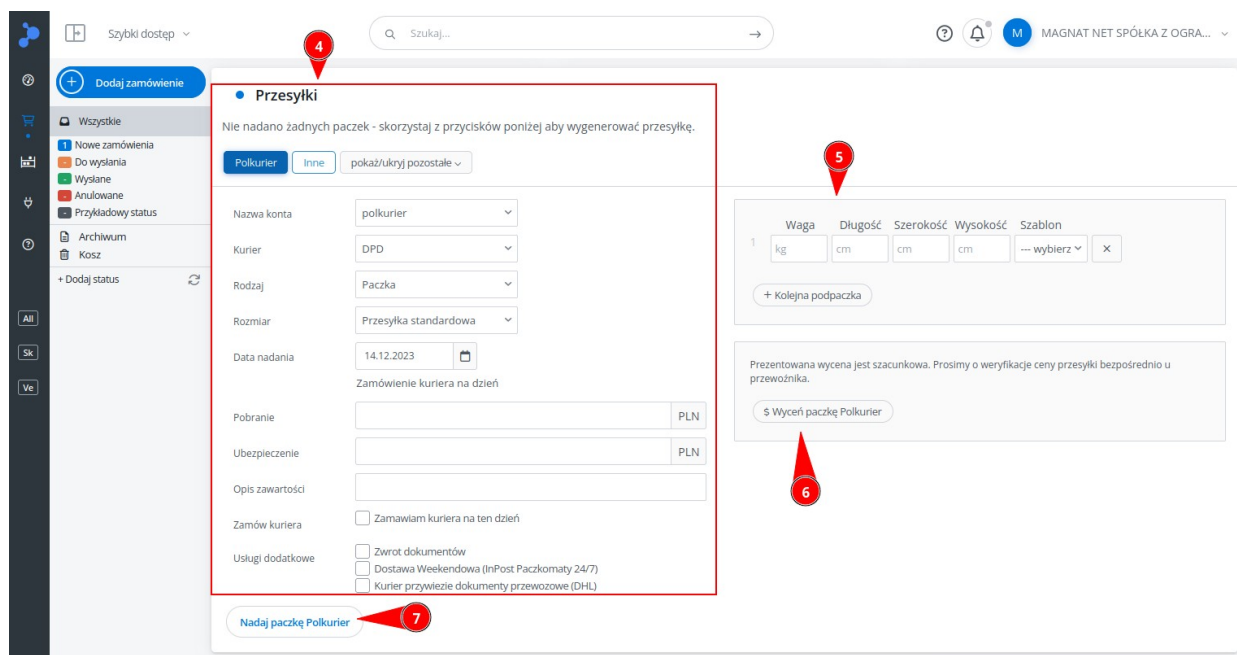 Szybki dostęp
Szukaj...
M
MAGNAT NET SPÓŁKA Z OGRA...
4
Dodaj zamówienie
Wszystkie
1 Nowe zamówienia
- Do wysłania
- Wysłane
- Anulowane
- Przykładowy status
Archiwum
Kosz
+ Dodaj status
All
Sk
Ve
Przesyłki
Nie nadano żadnych paczek - skorzystaj z przycisków poniżej aby wygenerować przesyłkę.
Polkurier
Inne
pokaż/ukryj pozostałe
Nazwa konta
polkurier
Kurier
DPD
Rodzaj
Paczka
Rozmiar
Przesyłka standardowa
Data nadania
14.12.2023
Zamówienie kuriera na dzień
Pobranie
PLN
Ubezpieczenie
PLN
Opis zawartości
Zamów kuriera
Zamawiam kuriera na ten dzień
Usługi dodatkowe
Zwrot dokumentów
Dostawa Weekendowa (InPost Paczkomaty 24/7)
Kurier przywiezie dokumenty przewozowe (DHL)
Nadaj paczkę Polkurier
7
5
Waga Długość Szerokość Wysokość Szablon
1 kg cm cm cm --- wybierz ×
+ Kolejna podpaczka
Prezentowana wycena jest szacunkowa. Prosimy o weryfikacje ceny przesyłki bezpośrednio u
przewoźnika.
$ Wyceń paczkę Polkurier
6